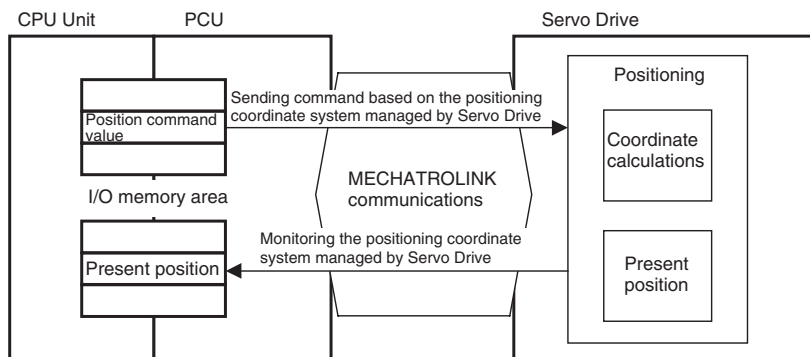 CPU Unit
PCU
Servo Drive
Positioning
Sending command based on the positioning
coordinate system managed by Servo Drive
Position command
value
Coordinate
calculations
MECHATROLINK
communications
I/O memory area
Monitoring the positioning coordinate
system managed by Servo Drive
Present position
Present
position